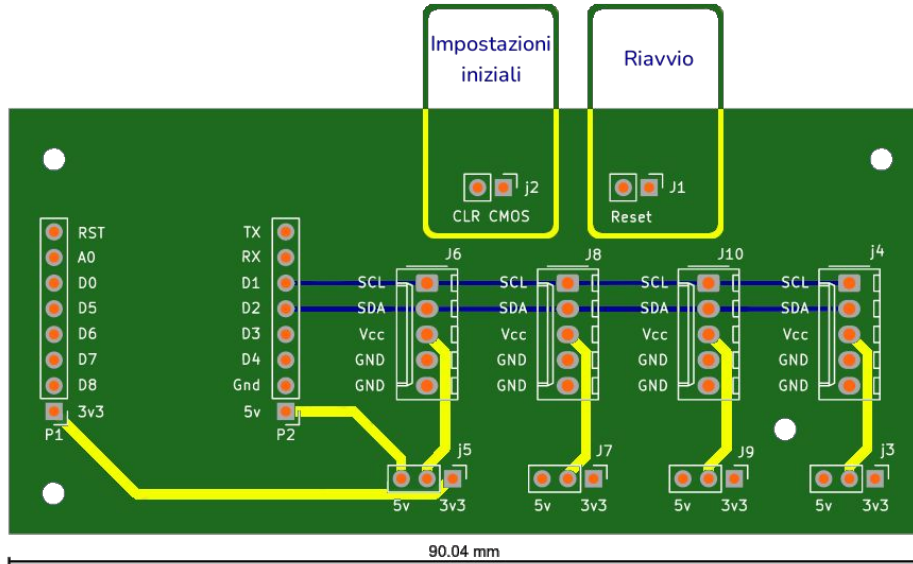 Impostazioni
iniziali
Riavvio
j2
J1
CLR CMOS
Reset
RST
A0
D0
D5
D6
D7
D8
3v3
P1
TX
RX
D1
D2
D3
D4
Gnd
5v
P2
J6
SCL
SDA
Vcc
GND
GND
J8
SCL
SDA
Vcc
GND
GND
J10
SCL
SDA
Vcc
GND
GND
j4
SCL
SDA
Vcc
GND
GND
j5
5v 3v3
J7
5v 3v3
J9
5v 3v3
j3
5v 3v3
90.04 mm